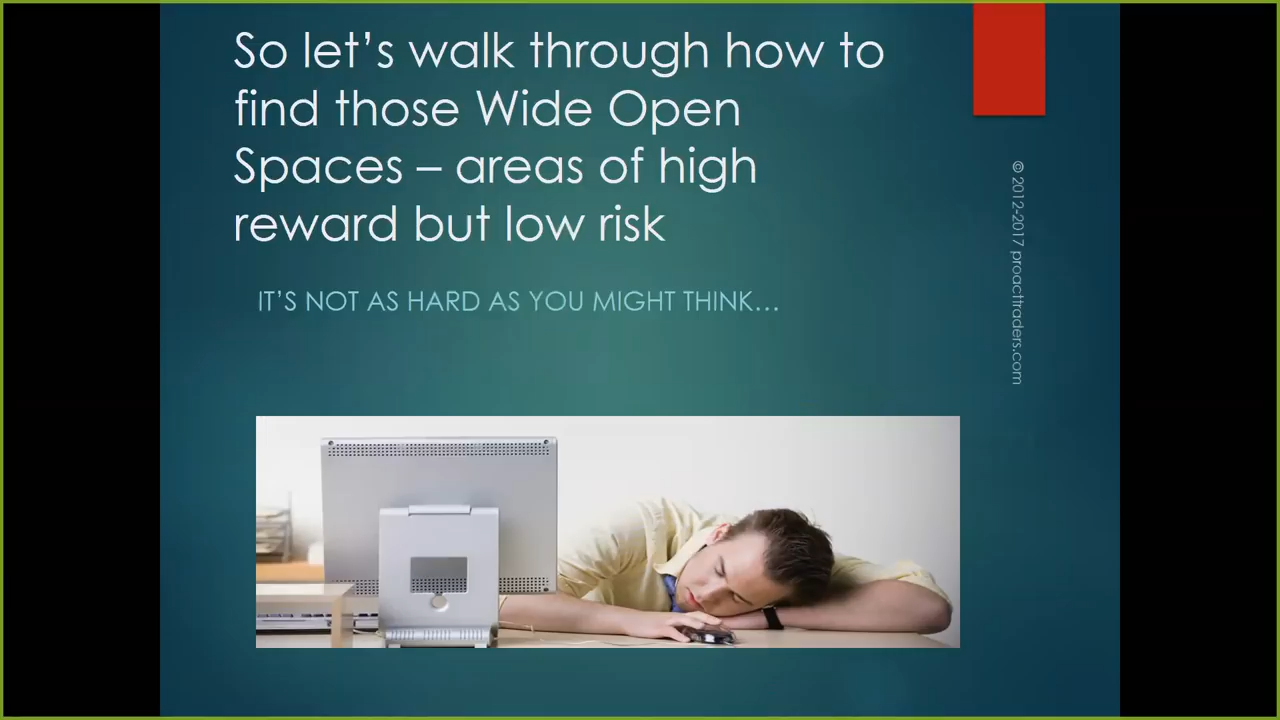 So let’s walk through how to
find those Wide Open
Spaces – areas of high
reward but low risk
IT’S NOT AS HARD AS YOU MIGHT THINK…
© 2012-2017 proacttraders.com